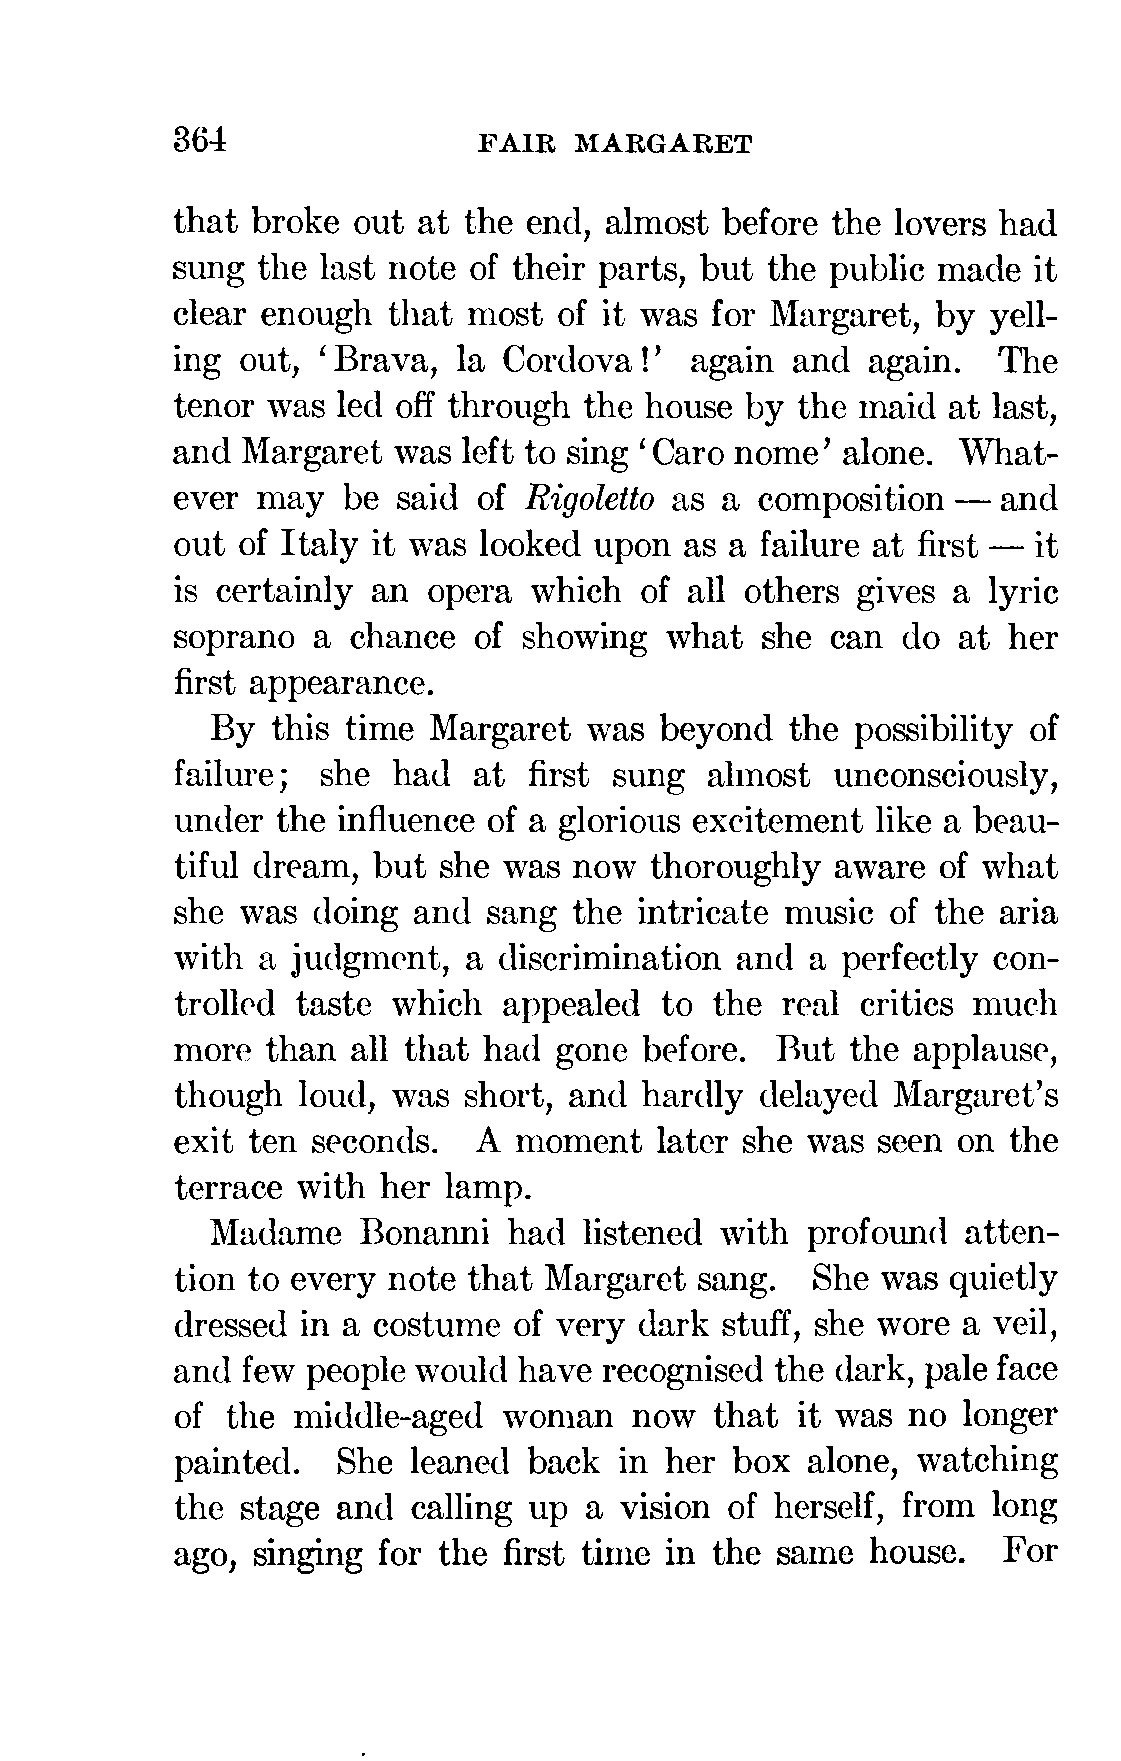 364 FAIR MARGARET
that broke out at the end, almost before the lovers had
sung the last note of their parts, but the public made it
clear enough that most of it was for Margaret, by yell-
ing out, ‘Brava, la Cordova!’ again and again. The
tenor was led off through the house by the maid at last,
and Margaret was left to sing ‘Caro nome’ alone. What-
ever may be said of Rigoletto as a composition — and
out of Italy it was looked upon as a failure at first — it
is certainly an opera which of all others gives a lyric
soprano a chance of showing what she can do at her
first appearance.
By this time Margaret was beyond the possibility of
failure; she had at first sung almost unconsciously,
under the influence of a glorious excitement like a beau-
tiful dream, but she was now thoroughly aware of what
she was doing and sang the intricate music of the aria
with a judgment, a discrimination and a perfectly con-
trolled taste which appealed to the real critics much
more than all that had gone before. But the applause,
though loud, was short, and hardly delayed Margaret’s
exit ten seconds. A moment later she was seen on the
terrace with her lamp.
Madame Bonanni had listened with profound atten-
tion to every note that Margaret sang. She was quietly
dressed in a costume of very dark stuff, she wore a veil,
and few people would have recognised the dark, pale face
of the middle-aged woman now that it was no longer
painted. She leaned back in her box alone, watching
the stage and calling up a vision of herself, from long
ago, singing for the first time in the same house. For